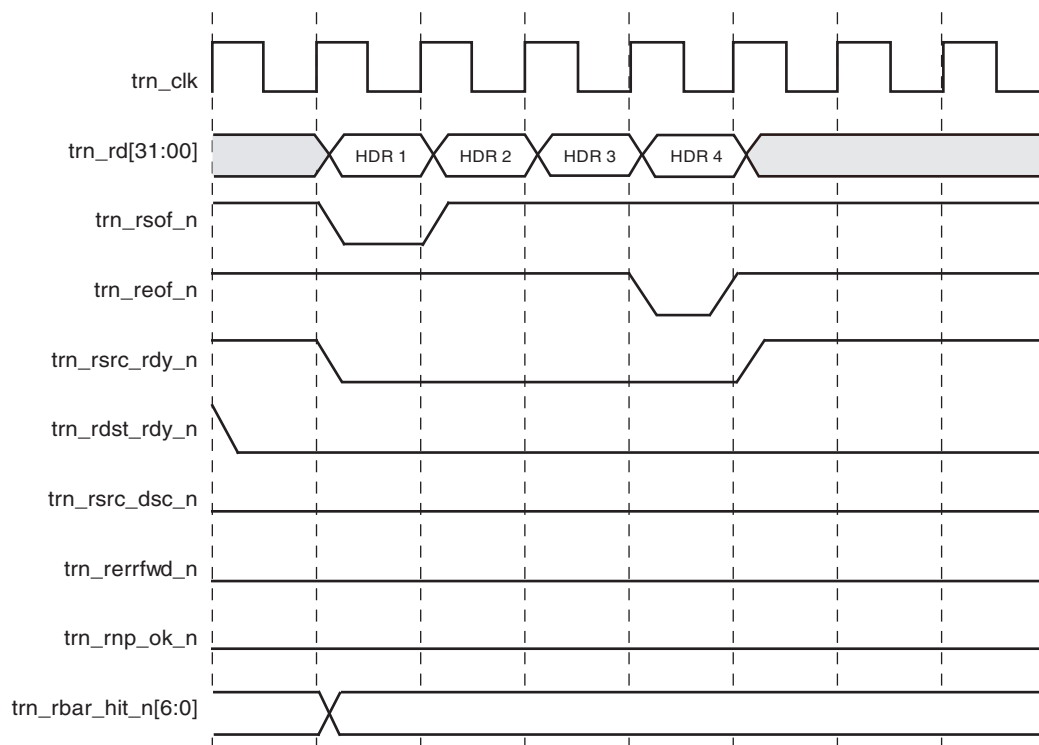 trn_clk
trn_rd[31:00]
HDR 1
HDR 2
HDR 3
HDR 4
trn_rsof_n
trn_reof_n
trn_rsrc_rdy_n
trn_rdst_rdy_n
trn_rsrc_dsc_n
trn_rerrfwd_n
trn_rnp_ok_n
trn_rbar_hit_n[6:0]